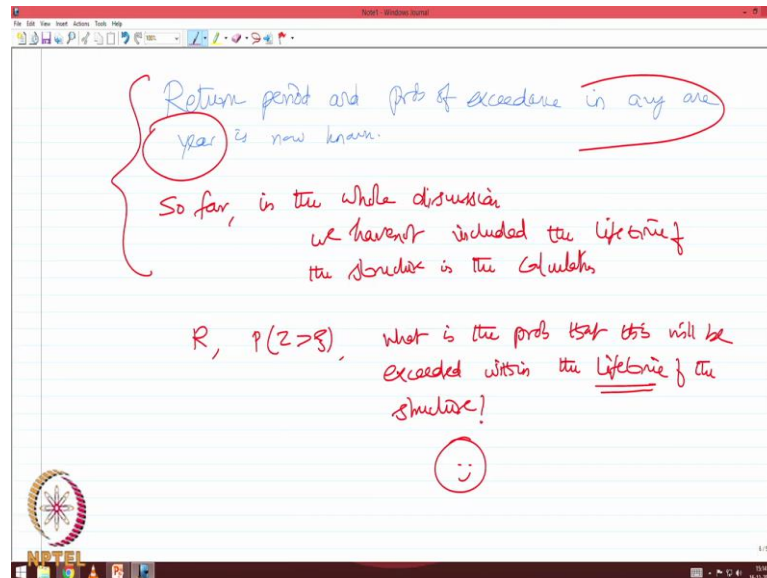 Note1 - Windows Journal
File Edit View Insert Actions Tools Help
Return period and prob of exceedance in any one
year is now known.
So far, in the whole discussion
we havenot included the lifetime of
the structure is the Calculations
R, P(Z>ξ), what is the prob that this will be
exceeded within the lifetime of the
structure?
NPTEL